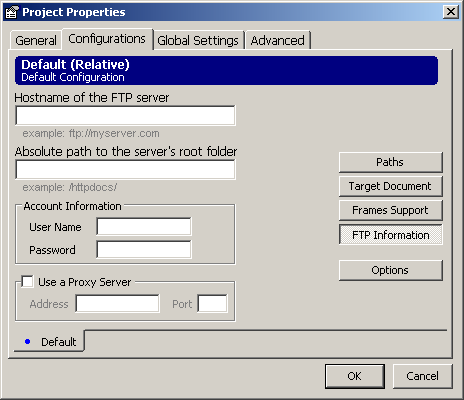 Project Properties
General Configurations Global Settings Advanced
Default (Relative)
Default Configuration
Hostname of the FTP server
example: ftp://myserver.com
Absolute path to the server's root folder
example: /httpdocs/
Account Information
User Name
Password
Use a Proxy Server
Address Port
Default
Paths
Target Document
Frames Support
FTP Information
Options
OK Cancel